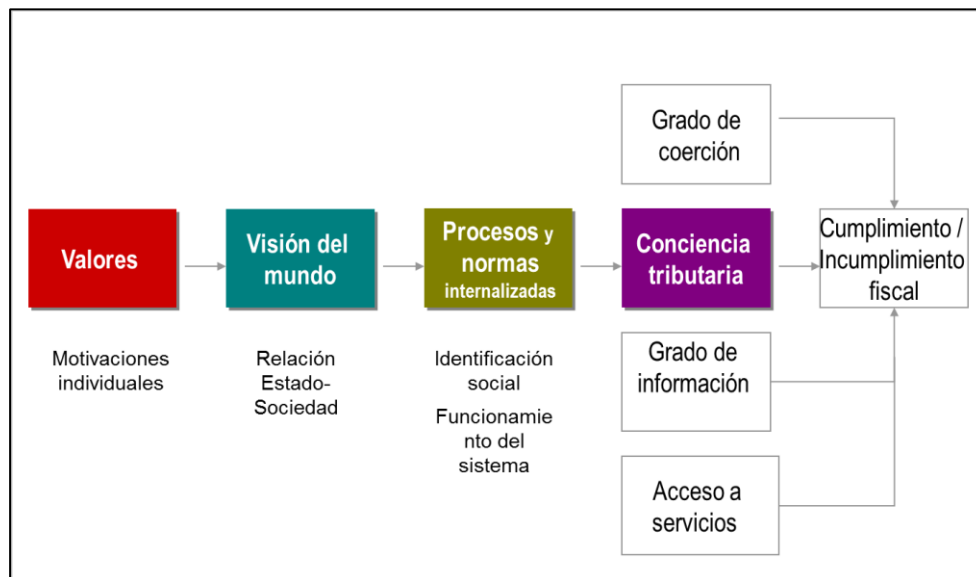 Grado de
coerción
Valores
Visión del
mundo
Procesos y
normas
internalizadas
Conciencia
tributaria
Cumplimiento /
Incumplimiento
fiscal
Motivaciones
individuales
Relación
Estado-
Sociedad
Identificación
social
Funcionamie
nto del
sistema
Grado de
información
Acceso a
servicios